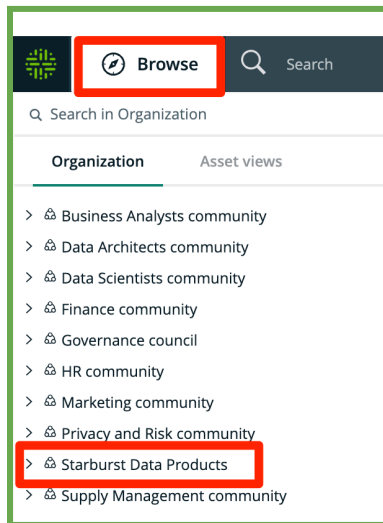 Browse Search
Search in Organization
Organization Asset views
Business Analysts community
Data Architects community
Data Scientists community
Finance community
Governance council
HR community
Marketing community
Privacy and Risk community
Starburst Data Products
Supply Management community